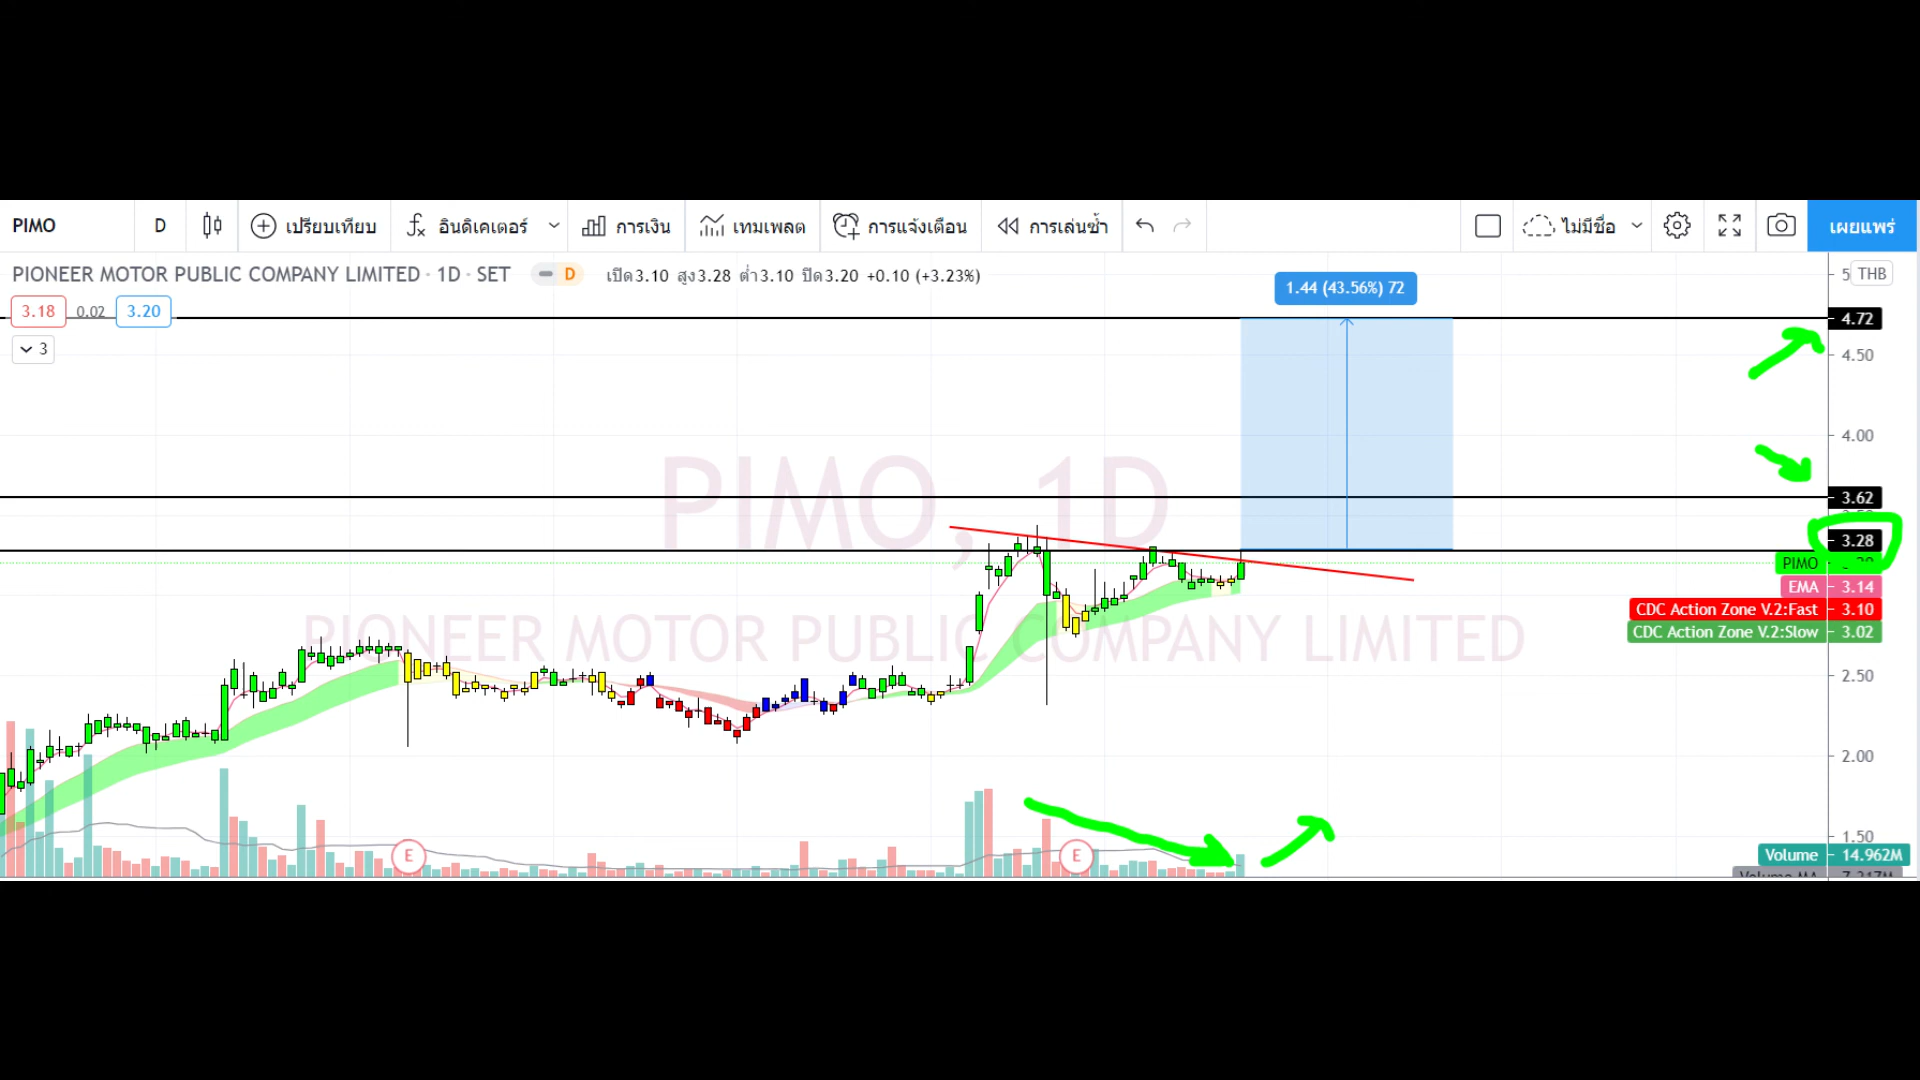 PIMO D เปรียบเทียบ อินดิเคเตอร์ การเงิน เทมเพลต การแจ้งเตือน การเล่นซ้ำ ไม่มีชื่อ เผยแพร่
PIONEER MOTOR PUBLIC COMPANY LIMITED · 1D · SET D เปิด3.10 สูง3.28 ต่ำ3.10 ปิด3.20 +0.10 (+3.23%)
THB
1.44 (43.56%) 72
3.18 0.02 3.20
4.72
3
4.50
4.00
PIMO, 1D
3.62
3.28
PIMO
EMA 3.14
CDC Action Zone V.2:Fast 3.10
CDC Action Zone V.2:Slow 3.02
PIONEER MOTOR PUBLIC COMPANY LIMITED
2.50
2.00
1.50
E E
Volume 14.962M
Volume MA 7.317M